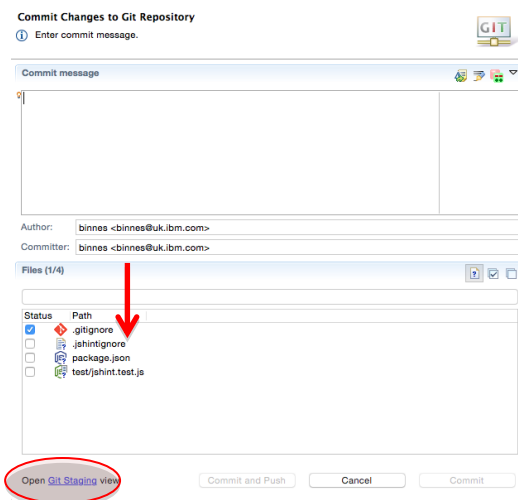 Commit Changes to Git Repository
Enter commit message.
GIT
Commit message
Author: binnes <binnes@uk.ibm.com>
Committer: binnes <binnes@uk.ibm.com>
Files (1/4)
Status Path
.gitignore
.jshintignore
package.json
test/jshint.test.js
Open Git Staging view
Commit and Push Cancel Commit